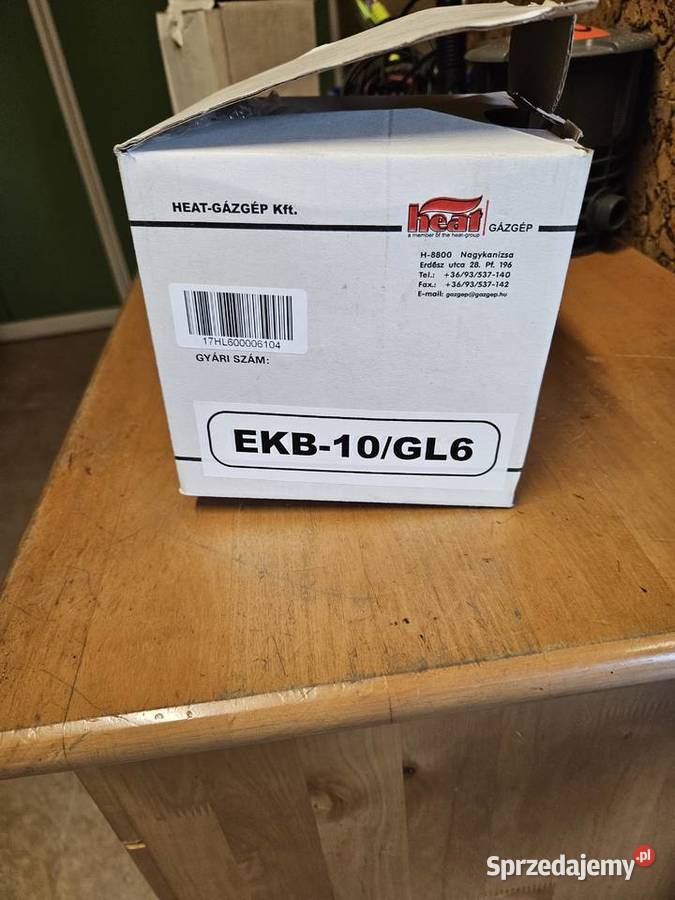 HEAT-GÁZGÉP Kft.
heat
a member of the heat-group
GÁZGÉP
H-8800 Nagykanizsa
Erdész utca 28. Pf. 196
Tel.: +36/93/537-140
Fax.: +36/93/537-142
E-mail: gazgep@gazgep.hu
17HL600006104
GYÁRI SZÁM:
EKB-10/GL6
Sprzedajemy.pl